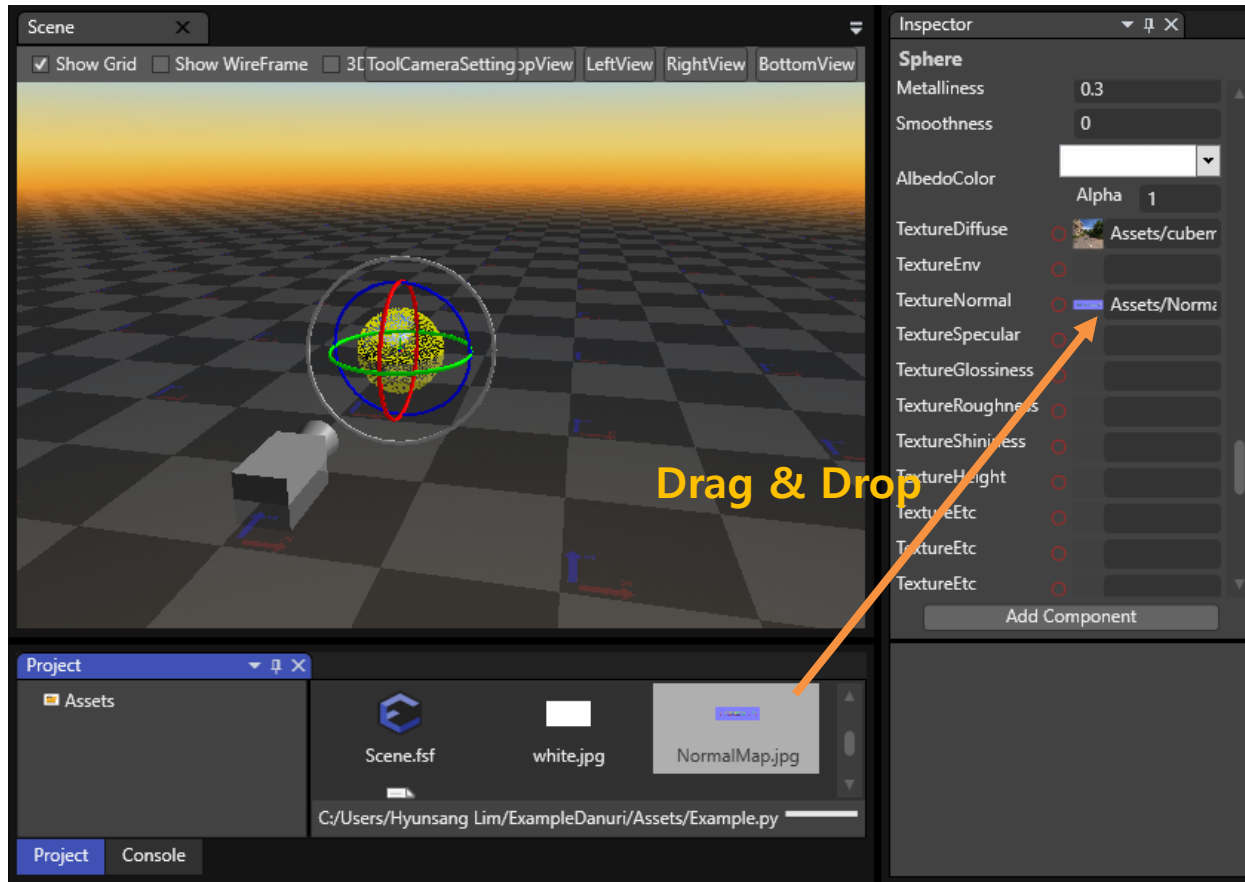 Scene
Show Grid Show WireFrame 3D ToolCameraSetting opView LeftView RightView BottomView
Drag & Drop
Inspector
Sphere
Metalliness 0.3
Smoothness 0
AlbedoColor
Alpha 1
TextureDiffuse Assets/cubem
TextureEnv
TextureNormal Assets/Norma
TextureSpecular
TextureGlossiness
TextureRoughness
TextureShininess
TextureHeight
TextureEtc
TextureEtc
TextureEtc
Add Component
Project
Assets
Scene.fsf white.jpg NormalMap.jpg
C:/Users/Hyunsang Lim/ExampleDanuri/Assets/Example.py
Project Console